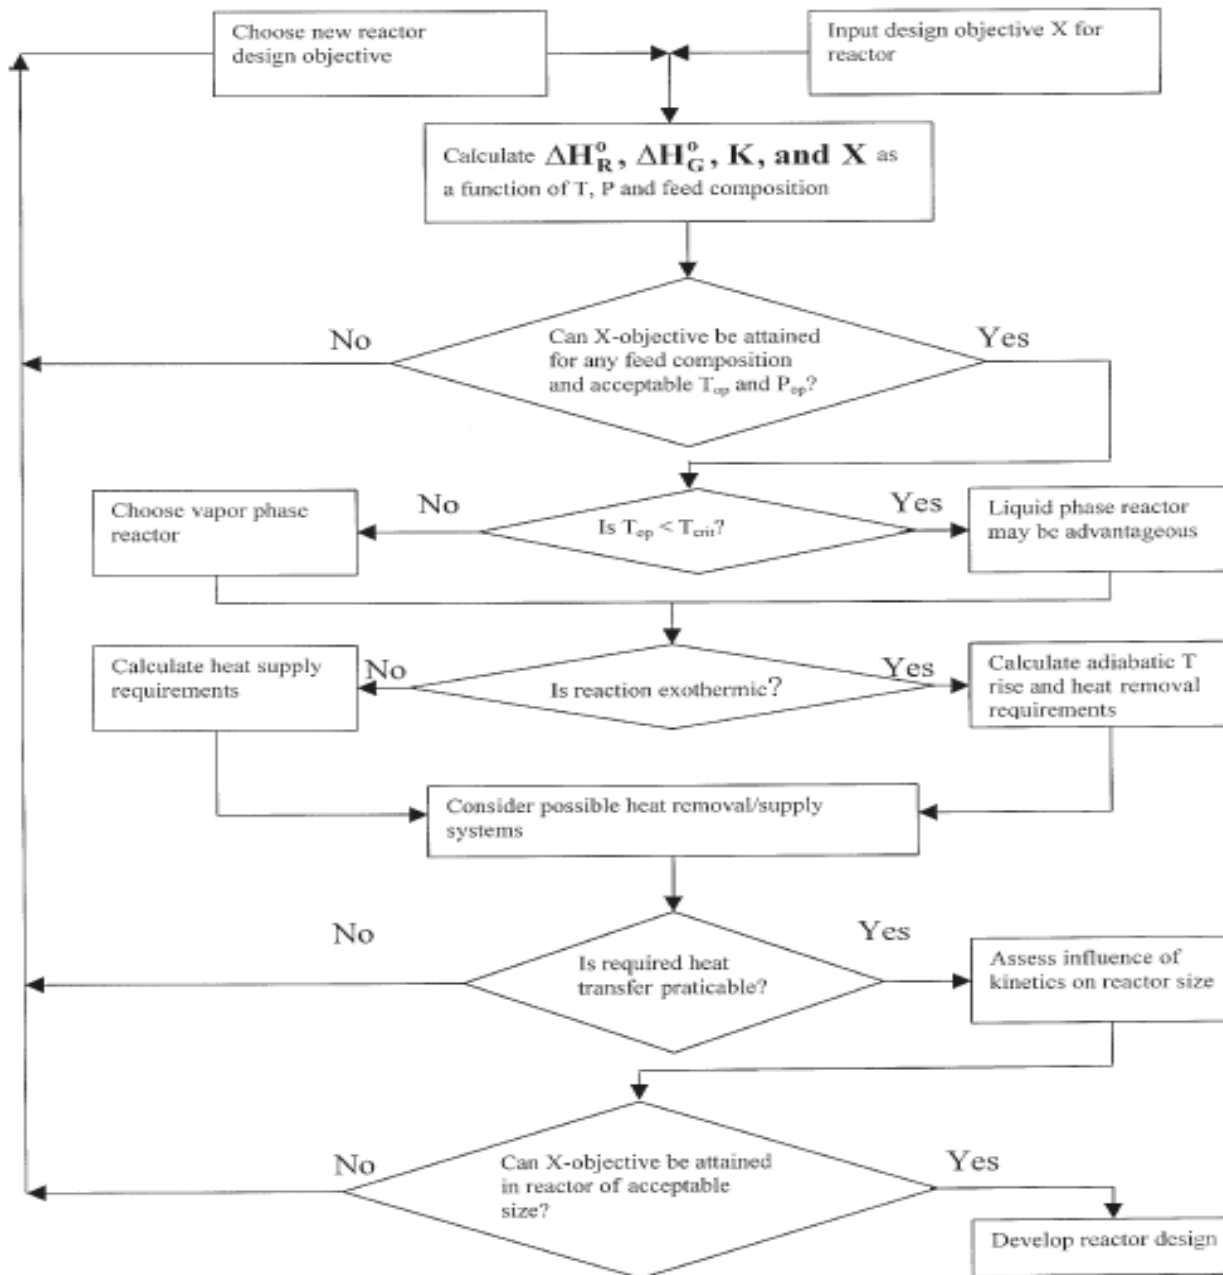 Choose new reactor
design objective
Input design objective X for
reactor
Calculate ΔH°R, ΔH°G, K, and X as
a function of T, P and feed composition
No
Can X-objective be attained
for any feed composition
and acceptable Top and Pop?
Yes
Choose vapor phase
reactor
No
Is Top < Tcrit?
Yes
Liquid phase reactor
may be advantageous
Calculate heat supply
requirements
No
Is reaction exothermic?
Yes
Calculate adiabatic T
rise and heat removal
requirements
Consider possible heat removal/supply
systems
No
Is required heat
transfer praticable?
Yes
Assess influence of
kinetics on reactor size
No
Can X-objective be attained
in reactor of acceptable
size?
Yes
Develop reactor design